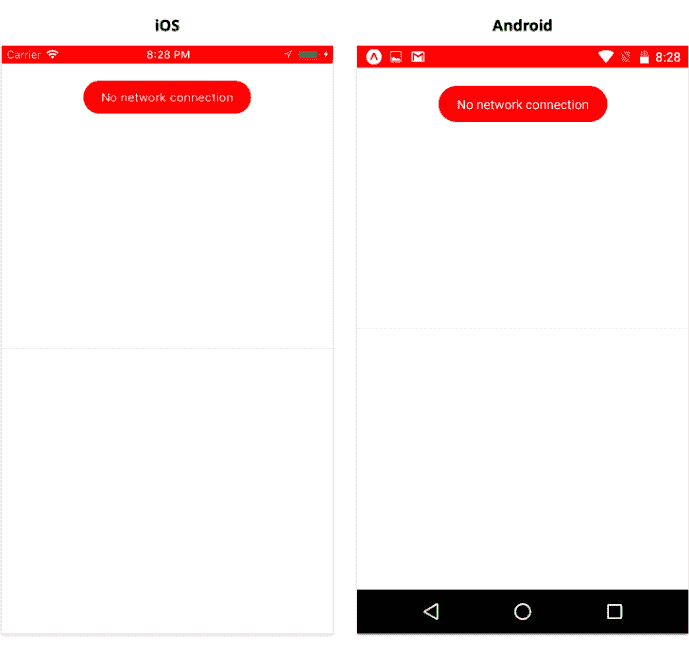 iOS
Android
Carrier 8:28 PM
8:28
No network connection
No network connection